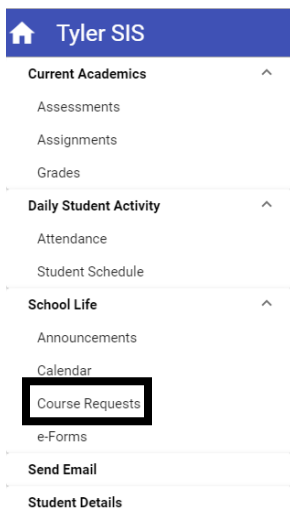 Tyler SIS
Current Academics
Assessments
Assignments
Grades
Daily Student Activity
Attendance
Student Schedule
School Life
Announcements
Calendar
Course Requests
e-Forms
Send Email
Student Details